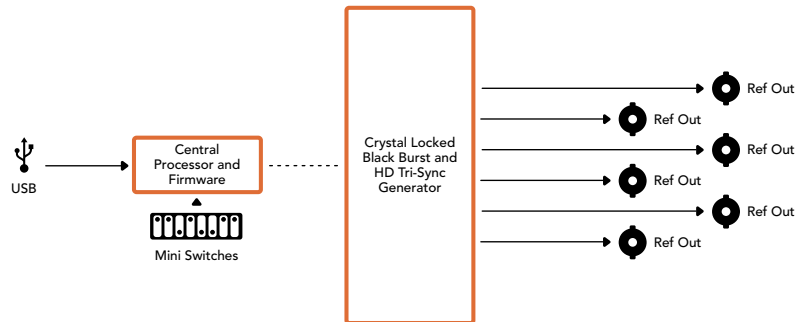 USB
Central
Processor and
Firmware
Mini Switches
Crystal Locked
Black Burst and
HD Tri-Sync
Generator
Ref Out
Ref Out
Ref Out
Ref Out
Ref Out
Ref Out